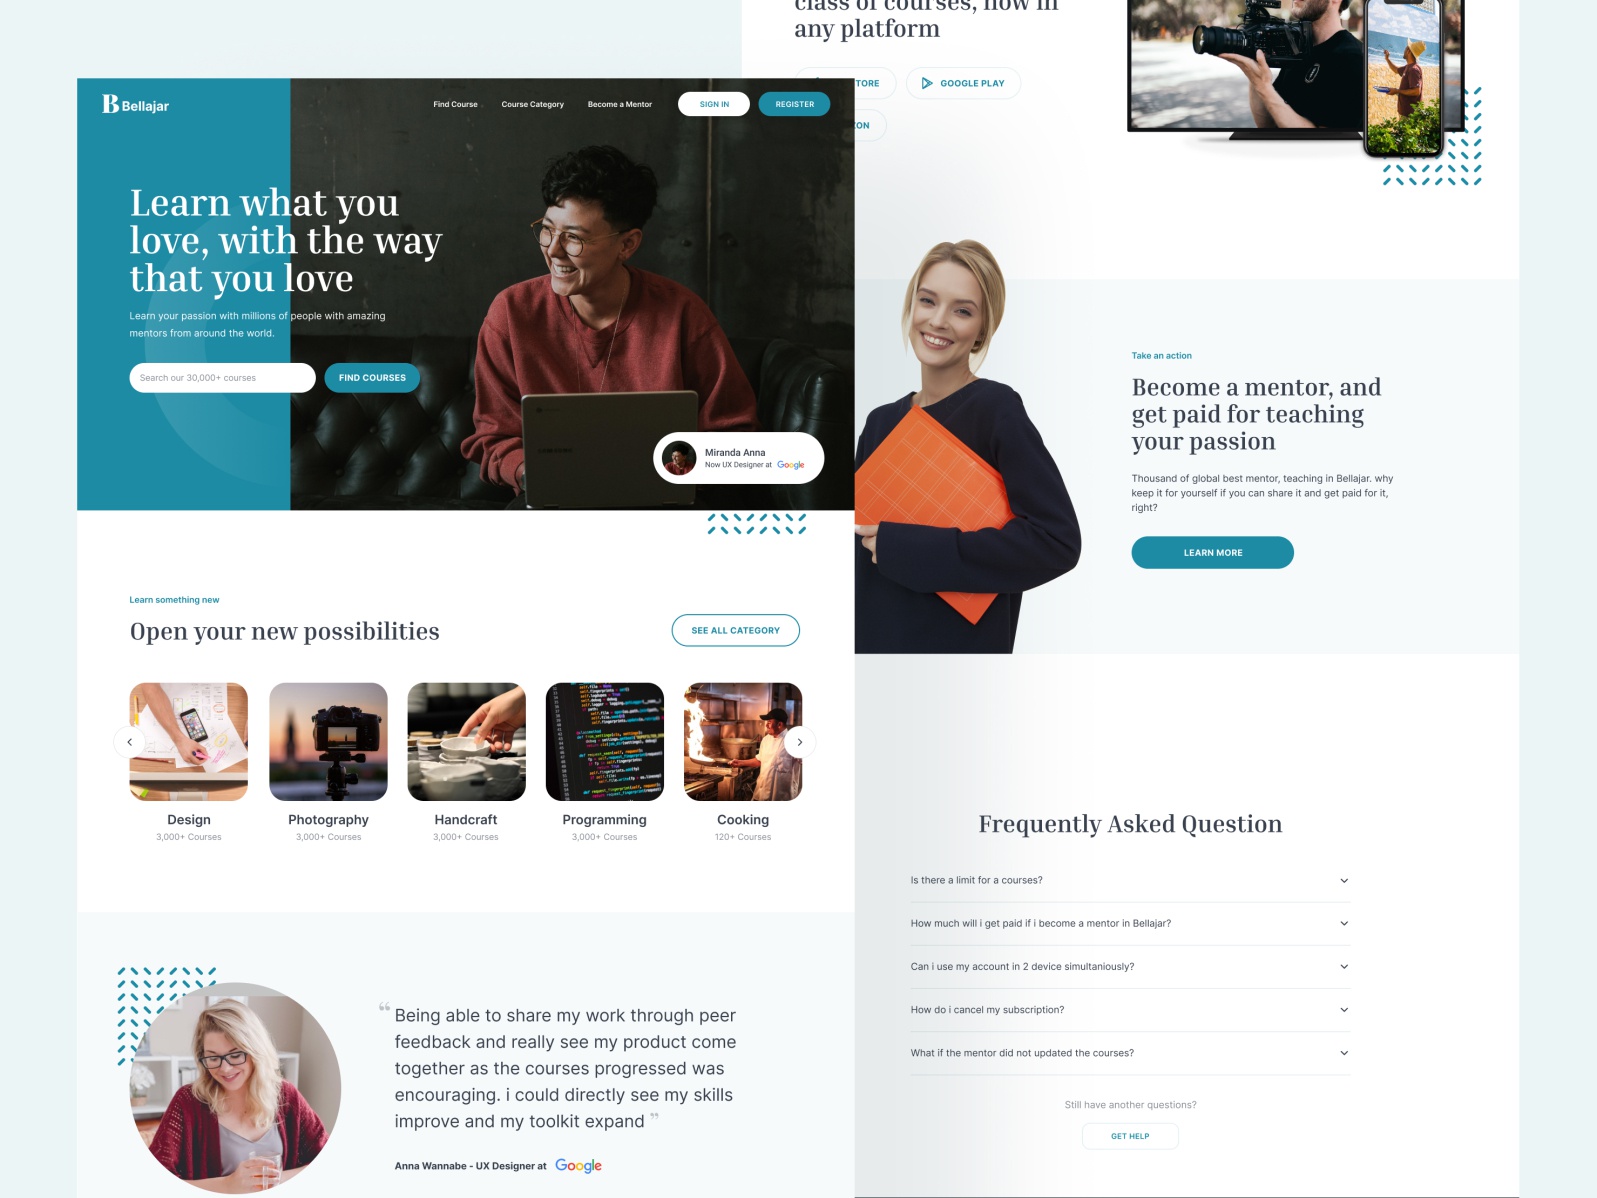 Bellajar
Find Course
Course Category
Become a Mentor
SIGN IN
REGISTER
Learn what you
love, with the way
that you love
Learn your passion with millions of people with amazing
mentors from around the world.
Search our 30,000+ courses
FIND COURSES
Miranda Anna
Now UX Designer at Google
Learn something new
Open your new possibilities
SEE ALL CATEGORY
Design
3,000+ Courses
Photography
3,000+ Courses
Handcraft
3,000+ Courses
Programming
3,000+ Courses
Cooking
120+ Courses
“ Being able to share my work through peer
feedback and really see my product come
together as the courses progressed was
encouraging. i could directly see my skills
improve and my toolkit expand ”
Anna Wannabe - UX Designer at Google
class of courses, now in
any platform
TORE
GOOGLE PLAY
ZON
Take an action
Become a mentor, and
get paid for teaching
your passion
Thousand of global best mentor, teaching in Bellajar. why
keep it for yourself if you can share it and get paid for it,
right?
LEARN MORE
Frequently Asked Question
Is there a limit for a courses?
How much will i get paid if i become a mentor in Bellajar?
Can i use my account in 2 device simultaniously?
How do i cancel my subscription?
What if the mentor did not updated the courses?
Still have another questions?
GET HELP